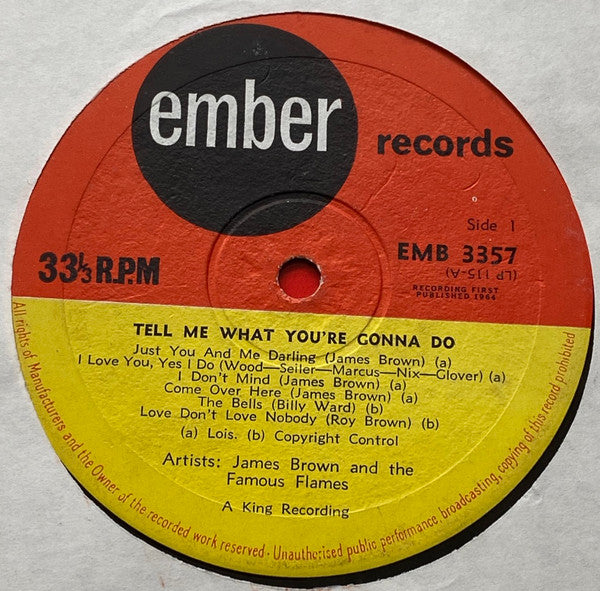 ember
records
Side 1
33⅓ R.P.M
EMB 3357
(LP 115-A)
RECORDING FIRST
PUBLISHED 1964
TELL ME WHAT YOU'RE GONNA DO
Just You And Me Darling (James Brown) (a)
I Love You, Yes I Do (Wood—Seiler—Marcus—Nix—Glover) (a)
I Don't Mind (James Brown) (a)
Come Over Here (James Brown) (a)
The Bells (Billy Ward) (b)
Love Don't Love Nobody (Roy Brown) (b)
(a) Lois. (b) Copyright Control
Artists: James Brown and the
Famous Flames
A King Recording
All rights of Manufacturers and the Owner of the recorded work reserved · Unauthorised public performance, broadcasting, copying of this record prohibited